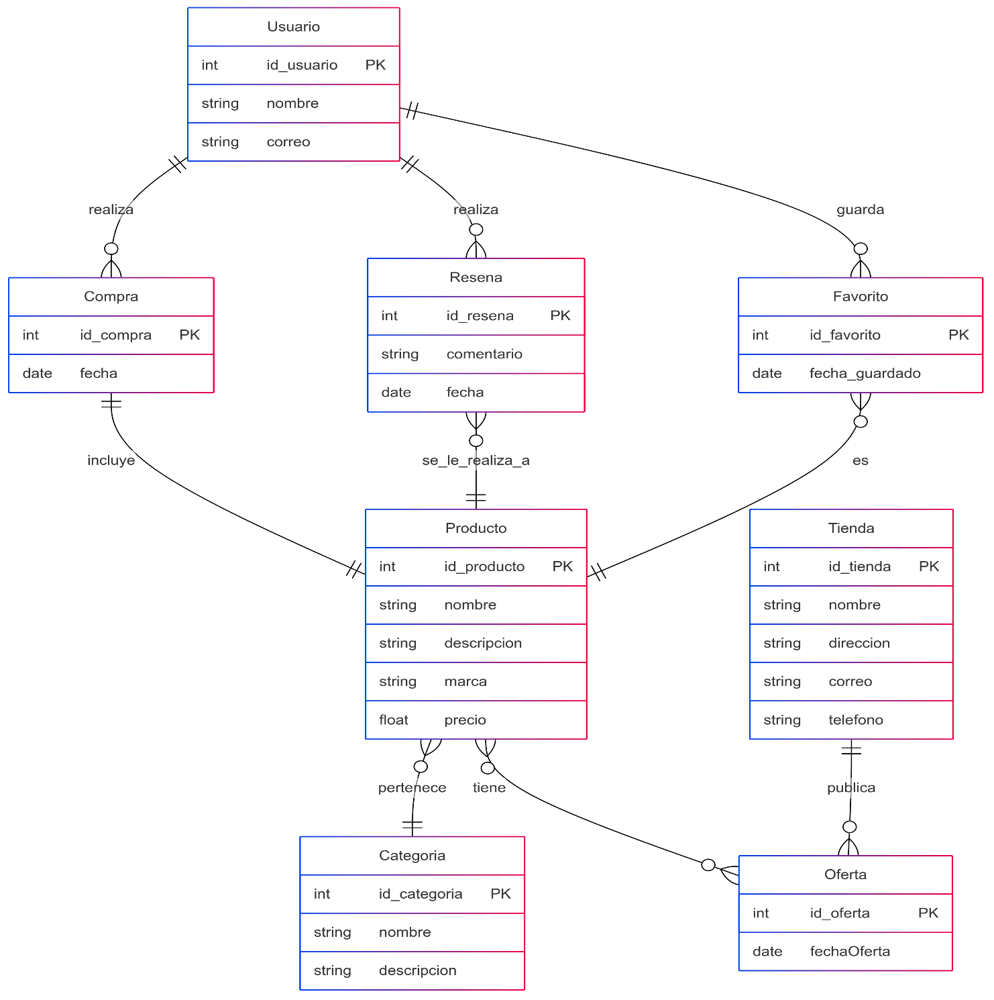 Usuario
int id_usuario PK
string nombre
string correo
realiza realiza guarda
Compra
int id_compra PK
date fecha
Resena
int id_resena PK
string comentario
date fecha
Favorito
int id_favorito PK
date fecha_guardado
incluye se_le_realiza_a es
Producto
int id_producto PK
string nombre
string descripcion
string marca
float precio
Tienda
int id_tienda PK
string nombre
string direccion
string correo
string telefono
pertenece tiene publica
Categoria
int id_categoria PK
string nombre
string descripcion
Oferta
int id_oferta PK
date fechaOferta